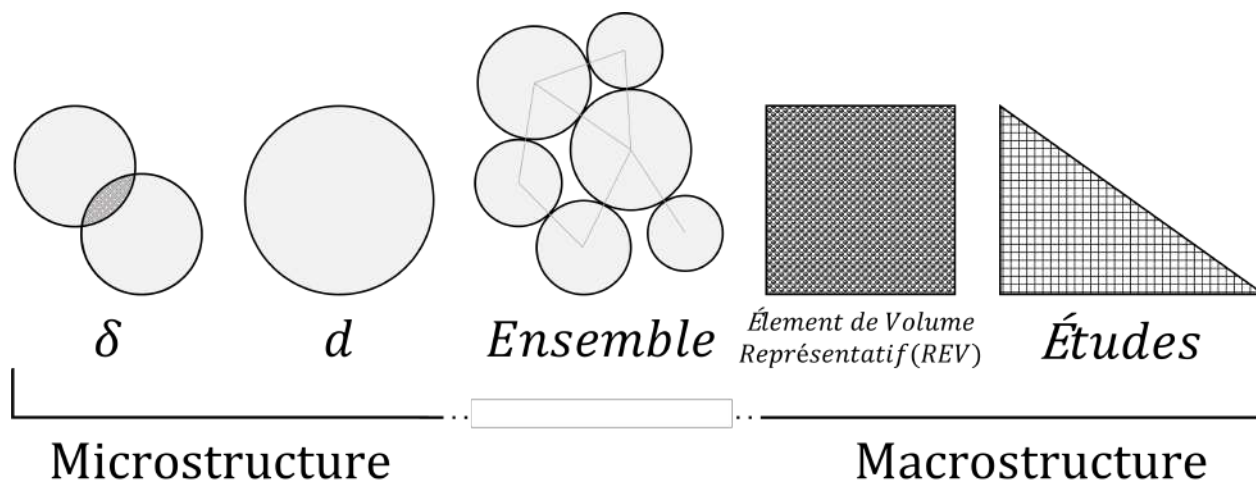 δ
d
Ensemble
Élement de Volume
Représentatif(REV)
Études
Microstructure
Macrostructure